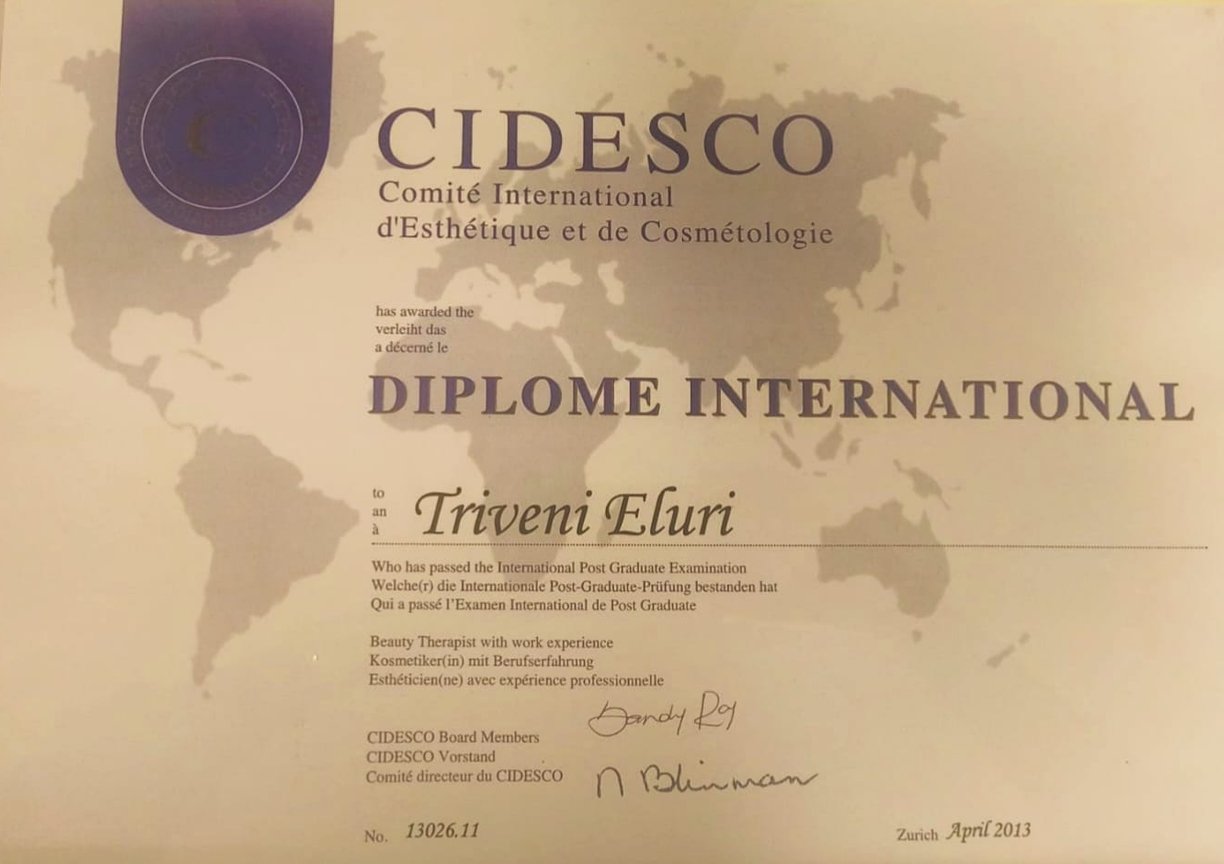 CIDESCO
Comité International
d'Esthétique et de Cosmétologie
has awarded the
verleiht das
a décerné le
DIPLOME INTERNATIONAL
to
an
à
Triveni Eluri
Who has passed the International Post Graduate Examination
Welche(r) die Internationale Post-Graduate-Prüfung bestanden hat
Qui a passé l'Examen International de Post Graduate
Beauty Therapist with work experience
Kosmetiker(in) mit Berufserfahrung
Esthéticien(ne) avec expérience professionnelle
Sandy Roy
CIDESCO Board Members
CIDESCO Vorstand
Comité directeur du CIDESCO
N Blinman
No. 13026.11
Zurich April 2013